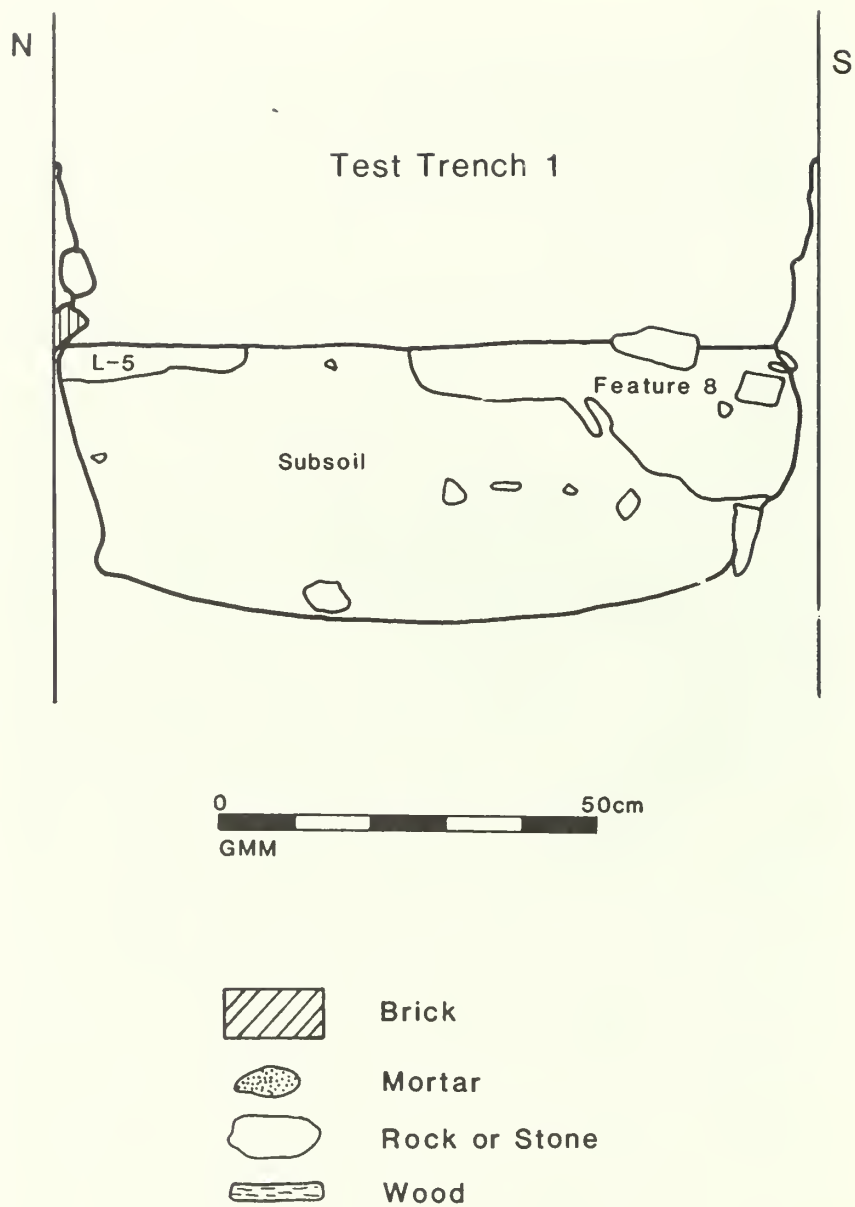 N
S
Test Trench 1
L-5
Feature 8
Subsoil
0 50cm
GMM
Brick
Mortar
Rock or Stone
Wood